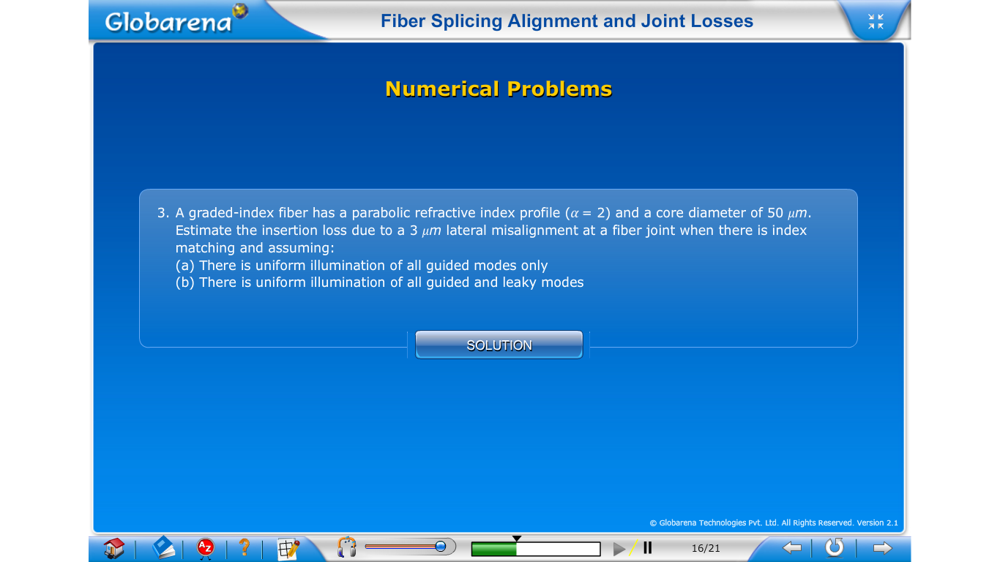 Globarena
Fiber Splicing Alignment and Joint Losses
Numerical Problems
3. A graded-index fiber has a parabolic refractive index profile (α = 2) and a core diameter of 50 μm.
Estimate the insertion loss due to a 3 μm lateral misalignment at a fiber joint when there is index
matching and assuming:
(a) There is uniform illumination of all guided modes only
(b) There is uniform illumination of all guided and leaky modes
SOLUTION
© Globarena Technologies Pvt. Ltd. All Rights Reserved. Version 2.1
AZ
?
16/21